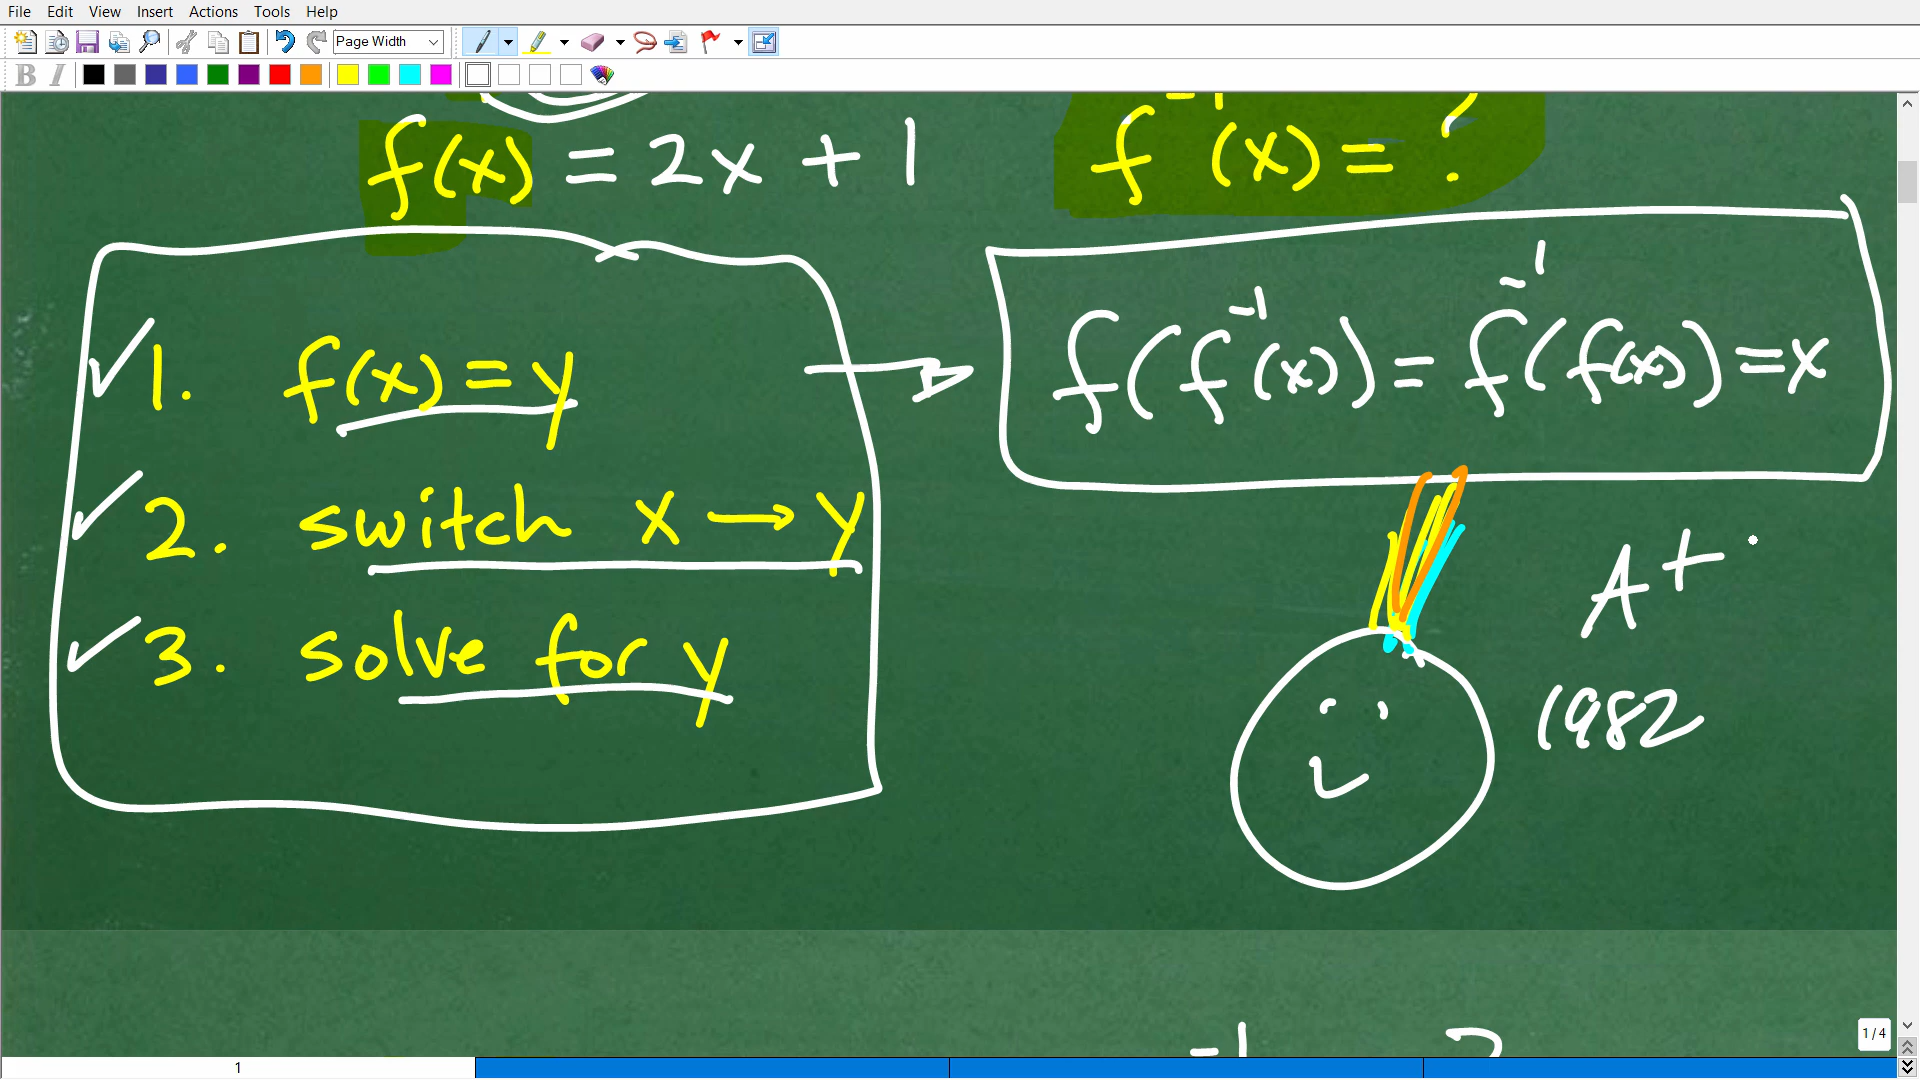 File Edit View Insert Actions Tools Help
Page Width
B I
f(x) = 2x + 1
f⁻¹(x) = ?
1. f(x) = y
2. switch x → y
3. solve for y
f(f⁻¹(x)) = f⁻¹(f(x)) = x
A+
1982
-1 ?
1 / 4
1